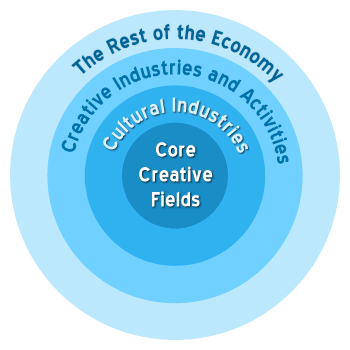 The Rest of the Economy
Creative Industries and Activities
Cultural Industries
Core
Creative
Fields